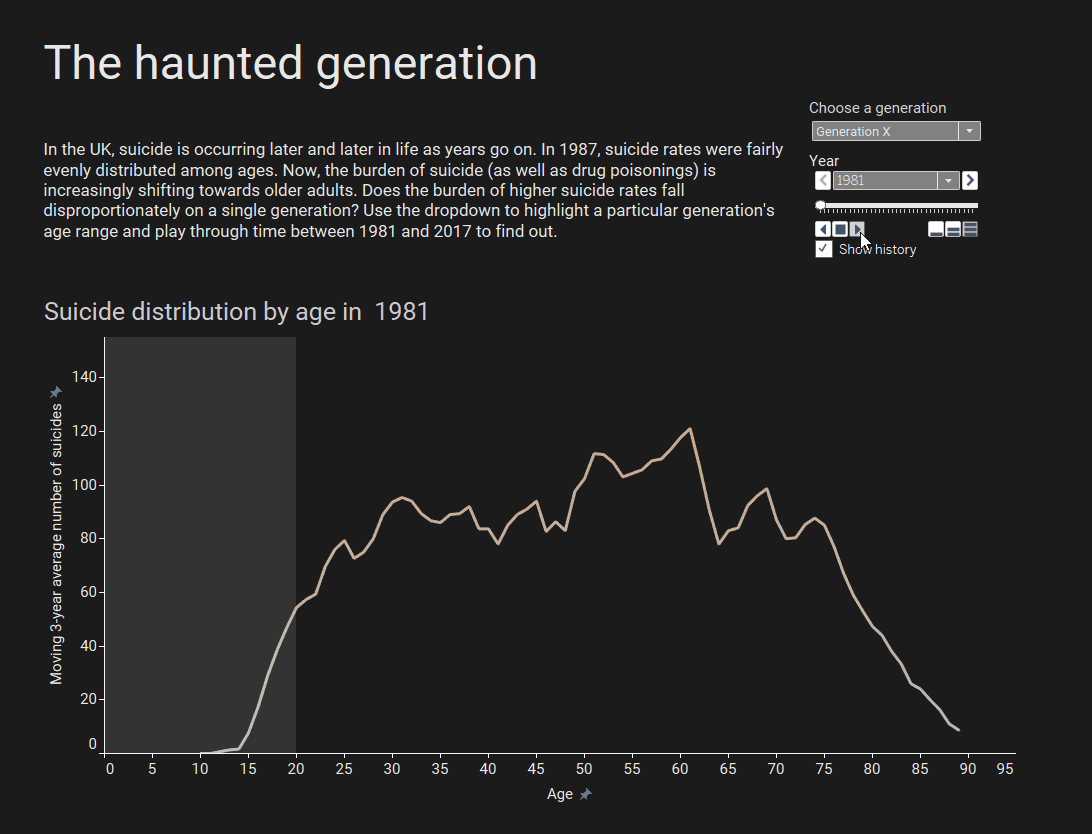 The haunted generation
Choose a generation
Generation X
In the UK, suicide is occurring later and later in life as years go on. In 1987, suicide rates were fairly
evenly distributed among ages. Now, the burden of suicide (as well as drug poisonings) is
increasingly shifting towards older adults. Does the burden of higher suicide rates fall
disproportionately on a single generation? Use the dropdown to highlight a particular generation's
age range and play through time between 1981 and 2017 to find out.
Year
1981
Show history
Suicide distribution by age in 1981
Moving 3-year average number of suicides
140
120
100
80
60
40
20
0
0 5 10 15 20 25 30 35 40 45 50 55 60 65 70 75 80 85 90 95
Age